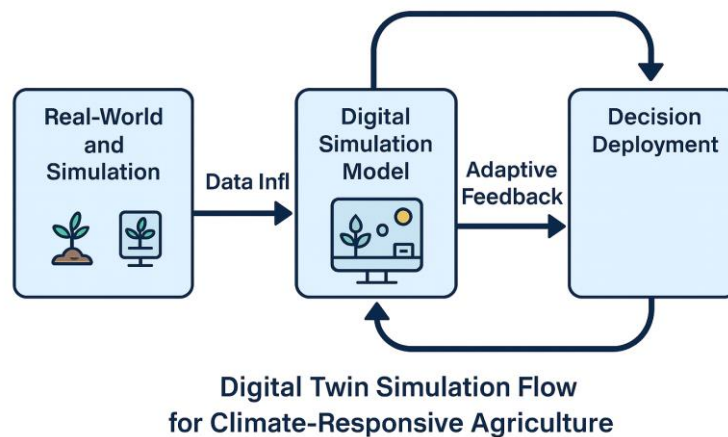 Real-World
and
Simulation
Data Infl
Digital
Simulation
Model
Adaptive
Feedback
Decision
Deployment
Digital Twin Simulation Flow
for Climate-Responsive Agriculture